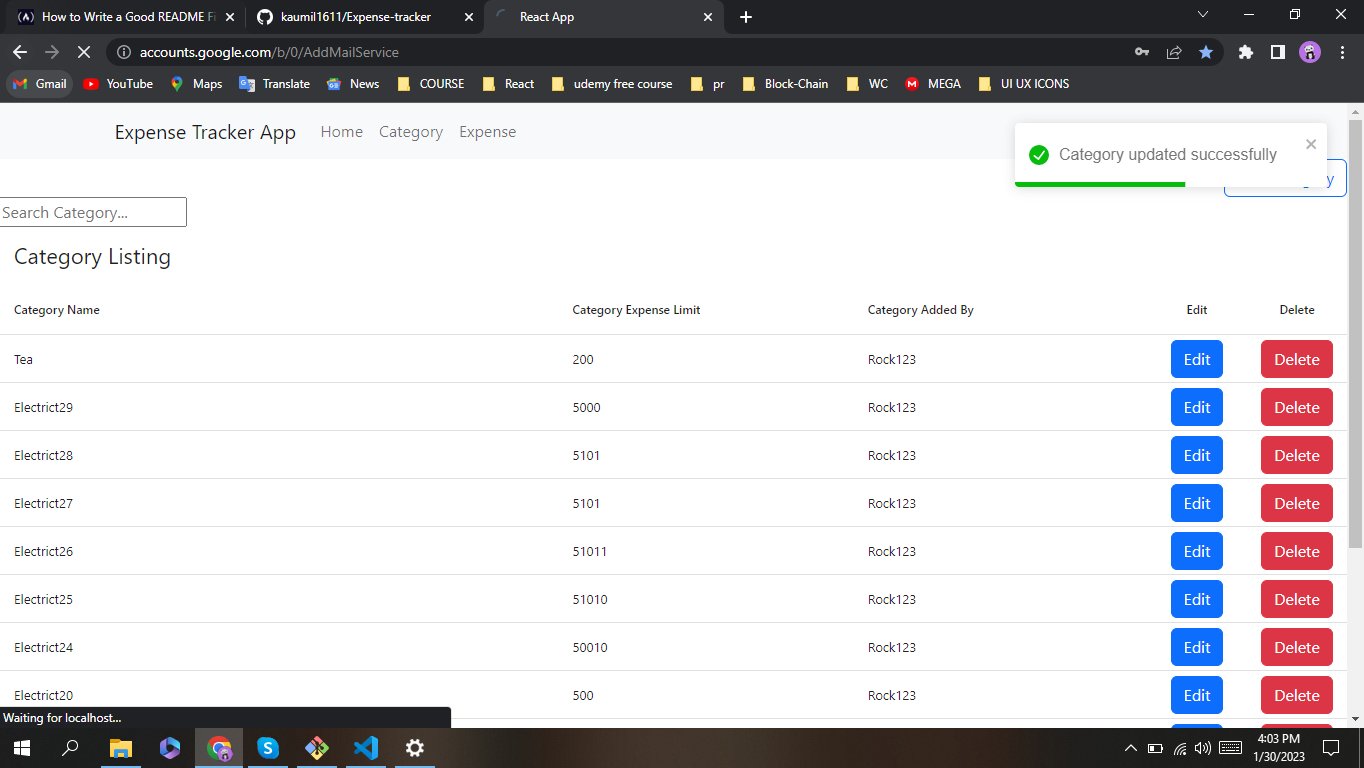 How to Write a Good README Fi
kaumil1611/Expense-tracker
React App
accounts.google.com/b/0/AddMailService
Gmail YouTube Maps Translate News COURSE React udemy free course pr Block-Chain WC MEGA UI UX ICONS
Expense Tracker App Home Category Expense
Category updated successfully
y
Search Category...
Category Listing
Category Name Category Expense Limit Category Added By Edit Delete
Tea 200 Rock123 Edit Delete
Electrict29 5000 Rock123 Edit Delete
Electrict28 5101 Rock123 Edit Delete
Electrict27 5101 Rock123 Edit Delete
Electrict26 51011 Rock123 Edit Delete
Electrict25 51010 Rock123 Edit Delete
Electrict24 50010 Rock123 Edit Delete
Electrict20 500 Rock123 Edit Delete
Waiting for localhost...
4:03 PM
1/30/2023